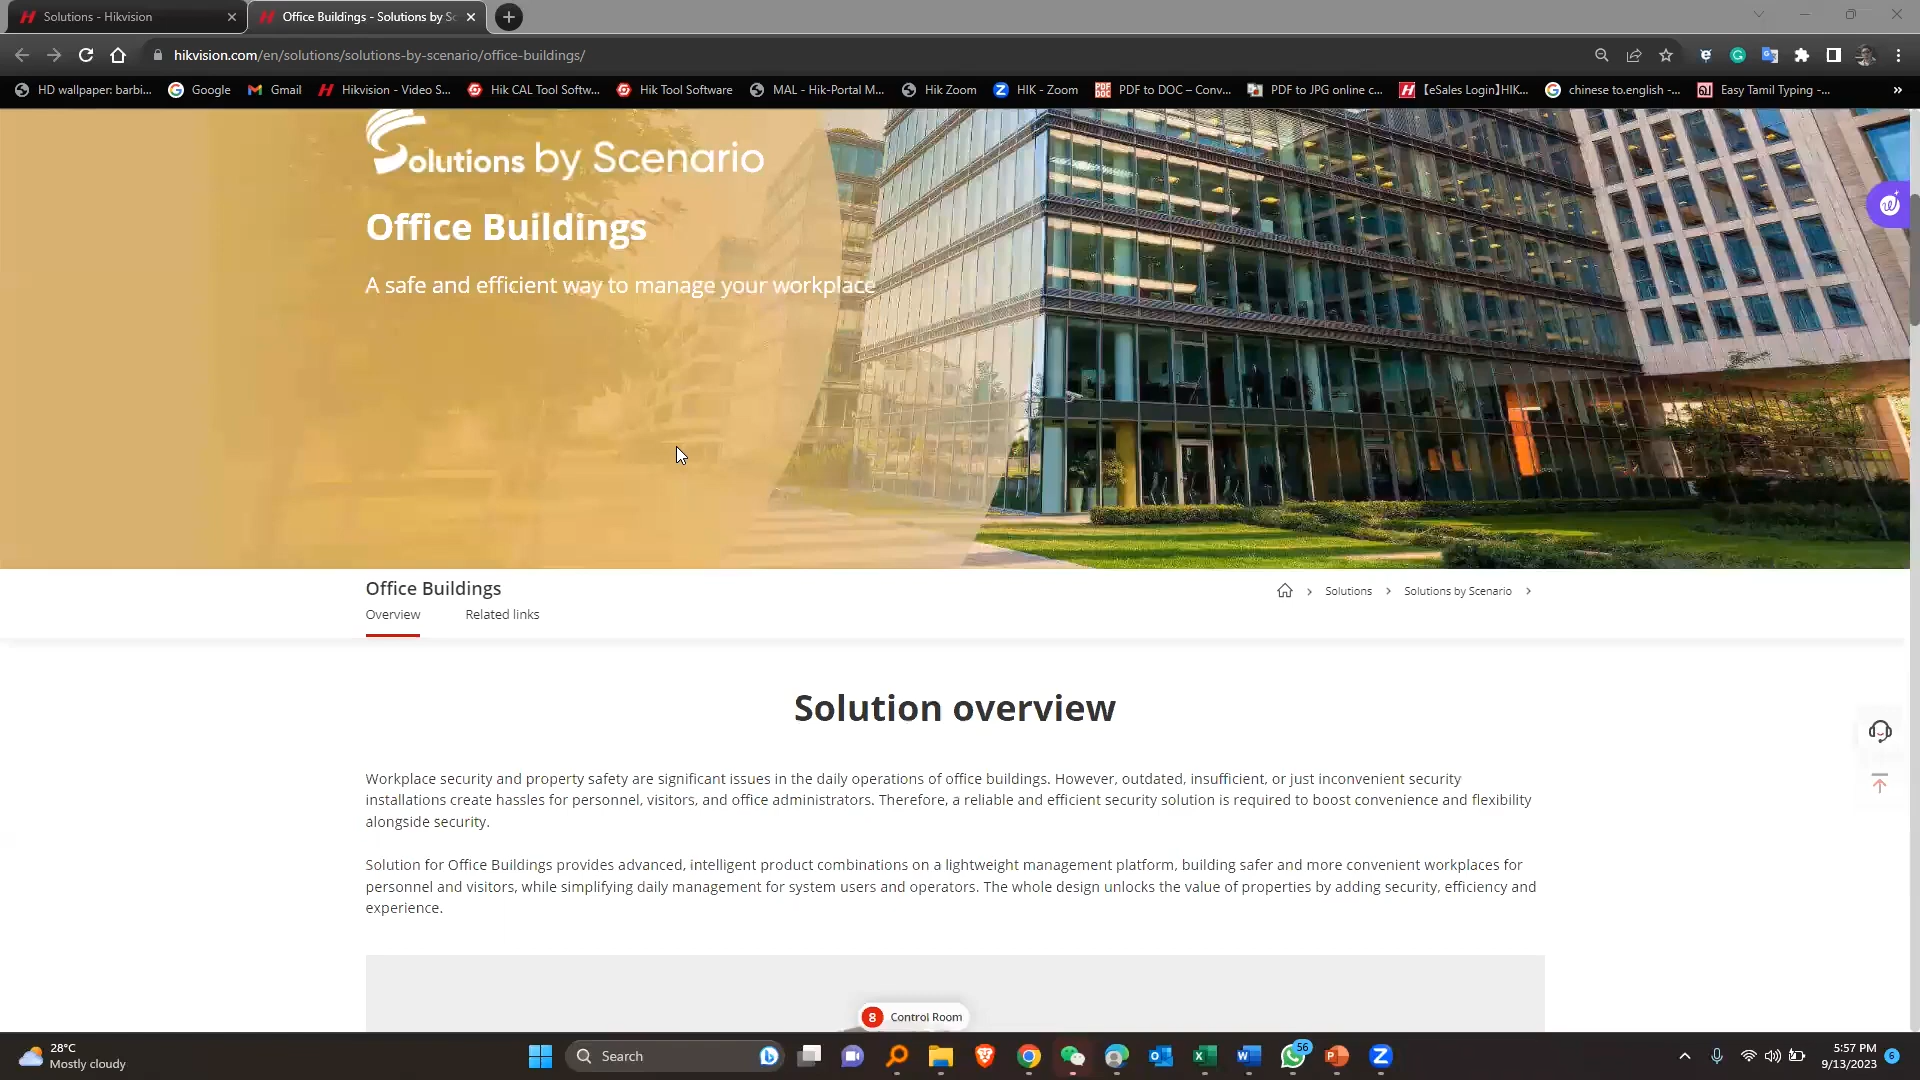 Solutions - Hikvision
Office Buildings - Solutions by Sc
hikvision.com/en/solutions/solutions-by-scenario/office-buildings/
HD wallpaper: barbi...
Google
Gmail
Hikvision - Video S...
Hik CAL Tool Softw...
Hik Tool Software
MAL - Hik-Portal M...
Hik Zoom
HIK - Zoom
PDF to DOC – Conv...
PDF to JPG online c...
【eSales Login】HIK...
chinese to.english -...
Easy Tamil Typing -...
»
Solutions by Scenario
Office Buildings
A safe and efficient way to manage your workplace
Office Buildings
Overview
Related links
Solutions
Solutions by Scenario
Solution overview
Workplace security and property safety are significant issues in the daily operations of office buildings. However, outdated, insufficient, or just inconvenient security
installations create hassles for personnel, visitors, and office administrators. Therefore, a reliable and efficient security solution is required to boost convenience and flexibility
alongside security.
Solution for Office Buildings provides advanced, intelligent product combinations on a lightweight management platform, building safer and more convenient workplaces for
personnel and visitors, while simplifying daily management for system users and operators. The whole design unlocks the value of properties by adding security, efficiency and
experience.
8 Control Room
28°C
Mostly cloudy
Search
56
5:57 PM
9/13/2023
6